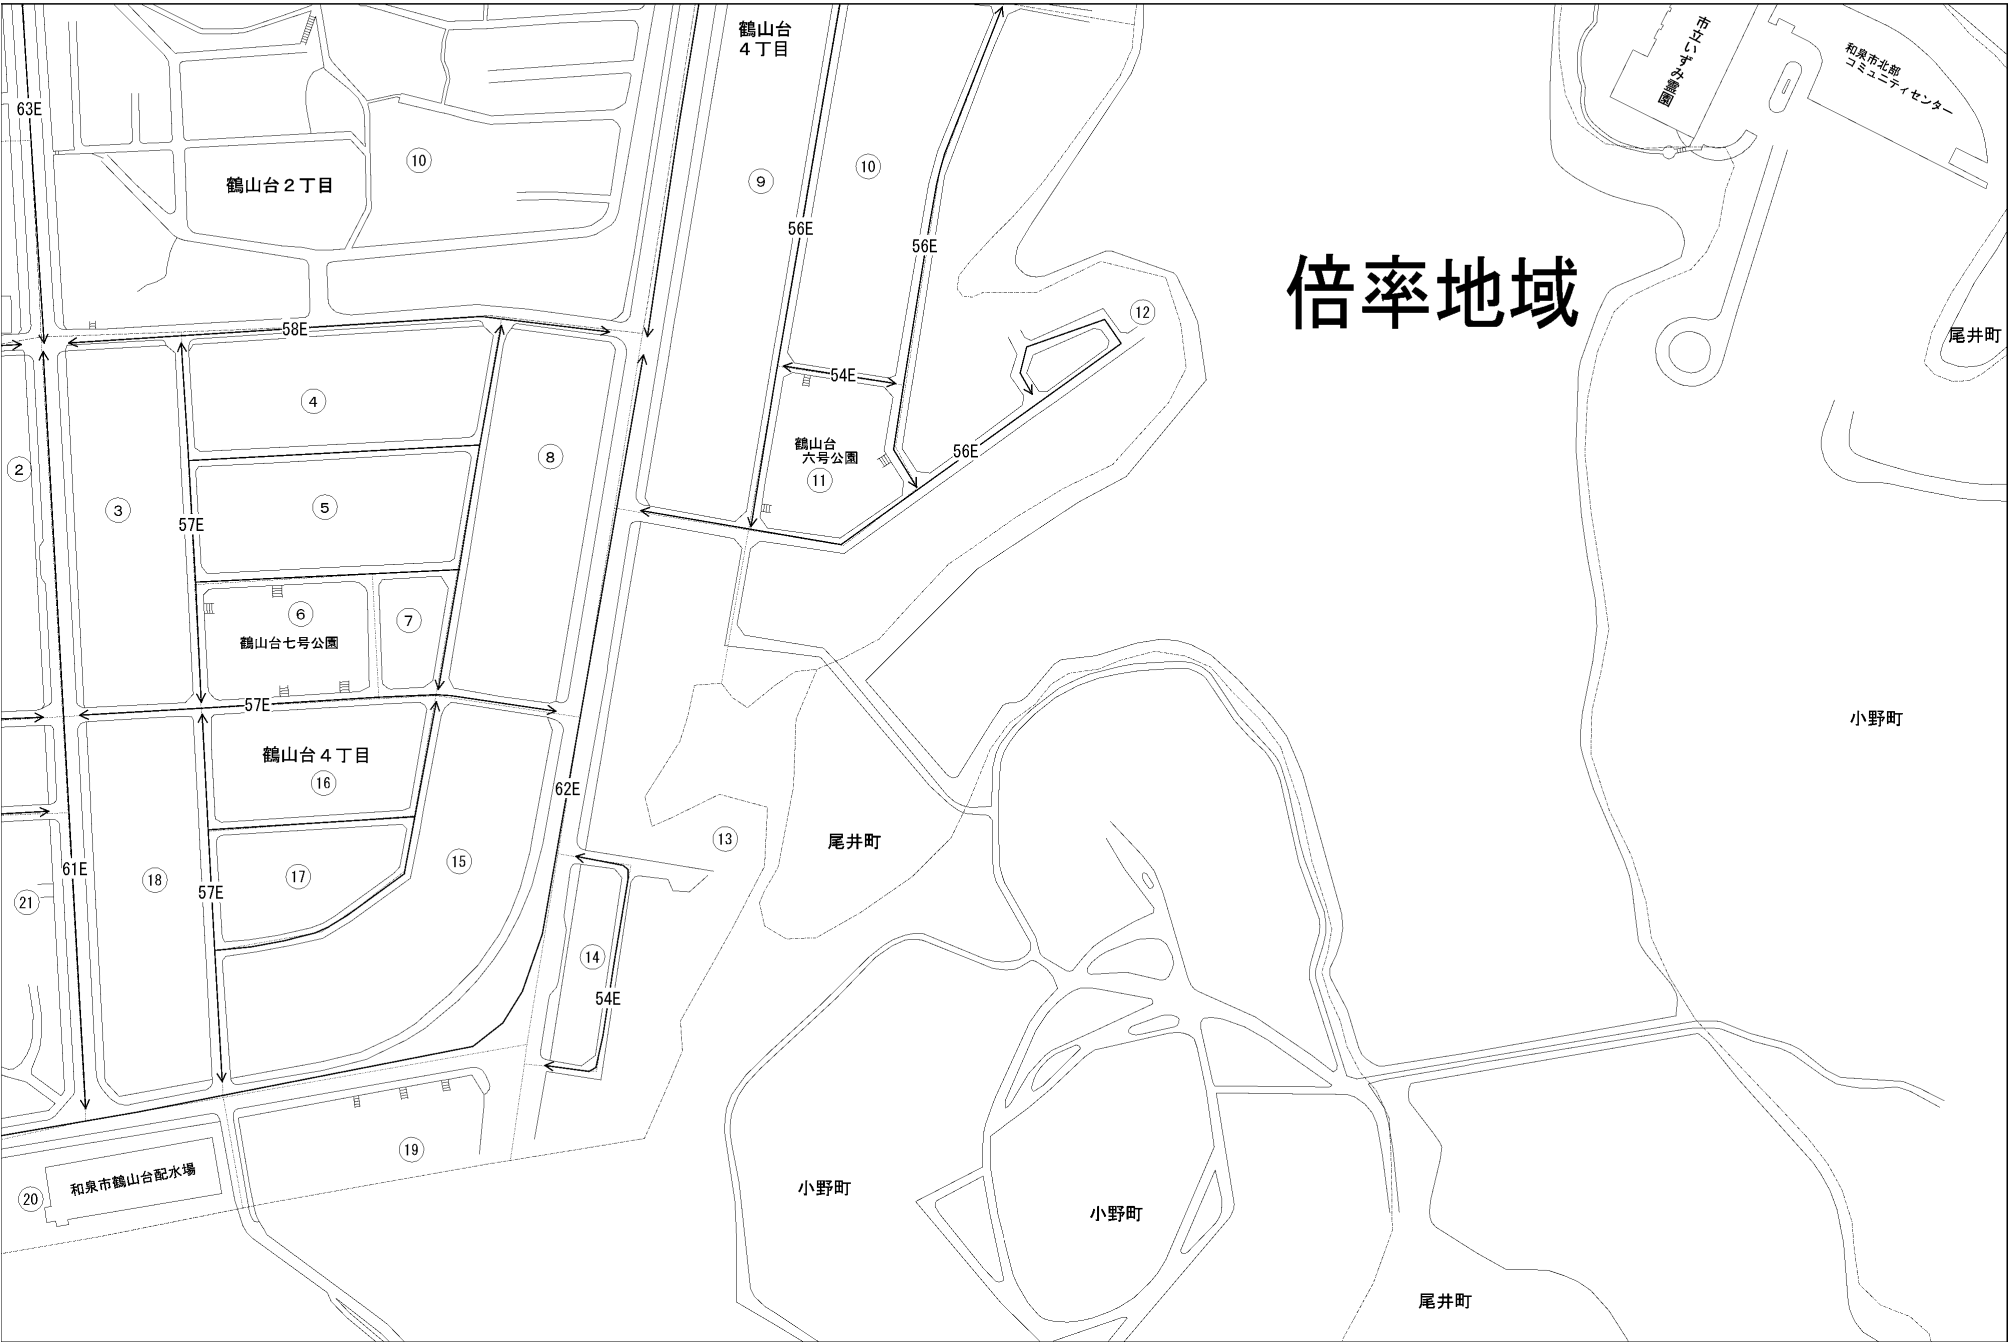 鶴山台
4丁目
市立いずみ霊園
和泉市北部
コミュニティセンター
63E
10
鶴山台2丁目
9
10
56E
56E
倍率地域
12
58E
尾井町
54E
4
鶴山台
六号公園
56E
8
2
11
3
5
57E
6
7
鶴山台七号公園
57E
小野町
鶴山台4丁目
16
62E
13
尾井町
15
61E
18
17
57E
21
14
54E
19
和泉市鶴山台配水場
20
小野町
小野町
尾井町